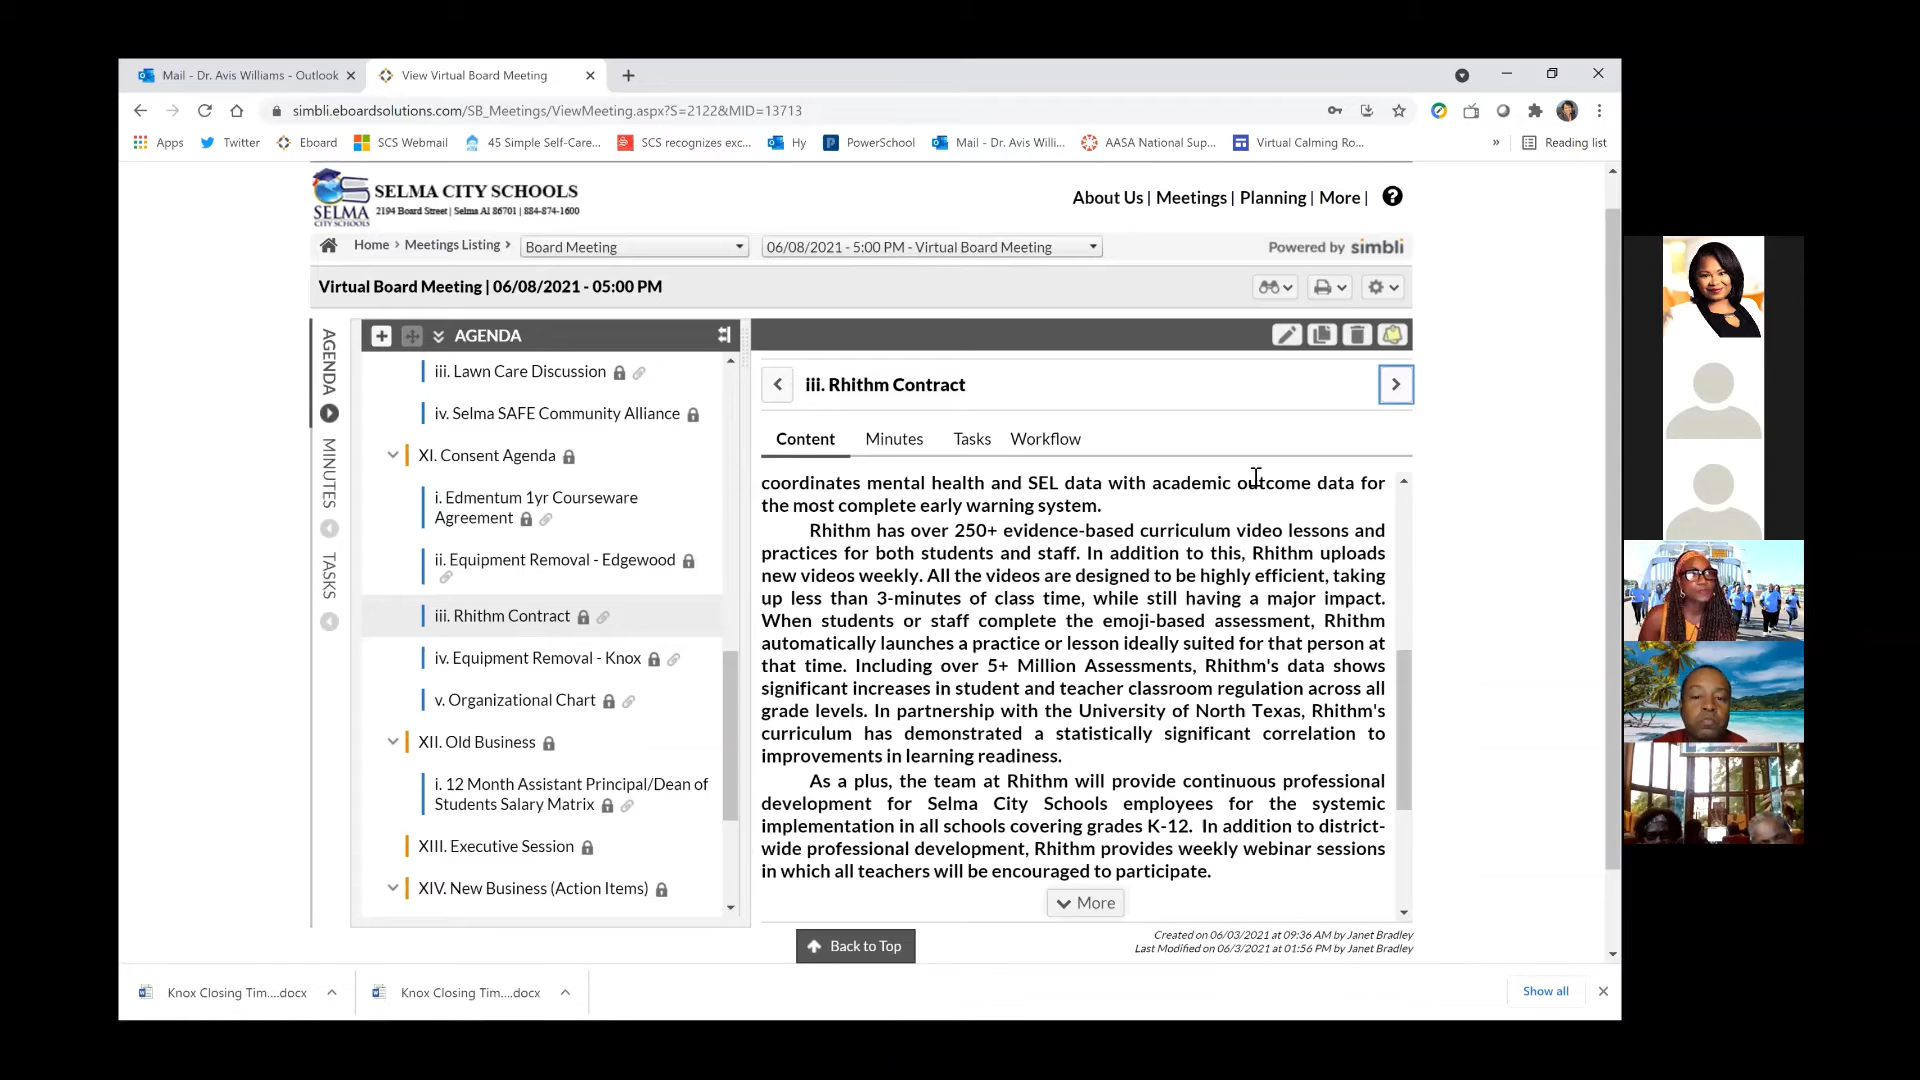 Mail - Dr. Avis Williams - Outlook
View Virtual Board Meeting
simbli.eboardsolutions.com/SB_Meetings/ViewMeeting.aspx?S=2122&MID=13713
Apps
Twitter
Eboard
SCS Webmail
45 Simple Self-Care...
SCS recognizes exc...
Hy
PowerSchool
Mail - Dr. Avis Willi...
AASA National Sup...
Virtual Calming Ro...
»
Reading list
SELMA CITY SCHOOLS
SELMA CITY SCHOOLS
2194 Board Street | Selma Al 86701 | 884-874-1600
About Us | Meetings | Planning | More |
Home > Meetings Listing >
Board Meeting
06/08/2021 - 5:00 PM - Virtual Board Meeting
Powered by simbli
Virtual Board Meeting | 06/08/2021 - 05:00 PM
AGENDA
MINUTES
TASKS
AGENDA
iii. Lawn Care Discussion
iv. Selma SAFE Community Alliance
XI. Consent Agenda
i. Edmentum 1yr Courseware
Agreement
ii. Equipment Removal - Edgewood
iii. Rhithm Contract
iv. Equipment Removal - Knox
v. Organizational Chart
XII. Old Business
i. 12 Month Assistant Principal/Dean of
Students Salary Matrix
XIII. Executive Session
XIV. New Business (Action Items)
iii. Rhithm Contract
Content Minutes Tasks Workflow
coordinates mental health and SEL data with academic outcome data for
the most complete early warning system.
Rhithm has over 250+ evidence-based curriculum video lessons and
practices for both students and staff. In addition to this, Rhithm uploads
new videos weekly. All the videos are designed to be highly efficient, taking
up less than 3-minutes of class time, while still having a major impact.
When students or staff complete the emoji-based assessment, Rhithm
automatically launches a practice or lesson ideally suited for that person at
that time. Including over 5+ Million Assessments, Rhithm's data shows
significant increases in student and teacher classroom regulation across all
grade levels. In partnership with the University of North Texas, Rhithm's
curriculum has demonstrated a statistically significant correlation to
improvements in learning readiness.
As a plus, the team at Rhithm will provide continuous professional
development for Selma City Schools employees for the systemic
implementation in all schools covering grades K-12. In addition to district-
wide professional development, Rhithm provides weekly webinar sessions
in which all teachers will be encouraged to participate.
More
Created on 06/03/2021 at 09:36 AM by Janet Bradley
Last Modified on 06/3/2021 at 01:56 PM by Janet Bradley
Back to Top
Knox Closing Tim....docx
Knox Closing Tim....docx
Show all